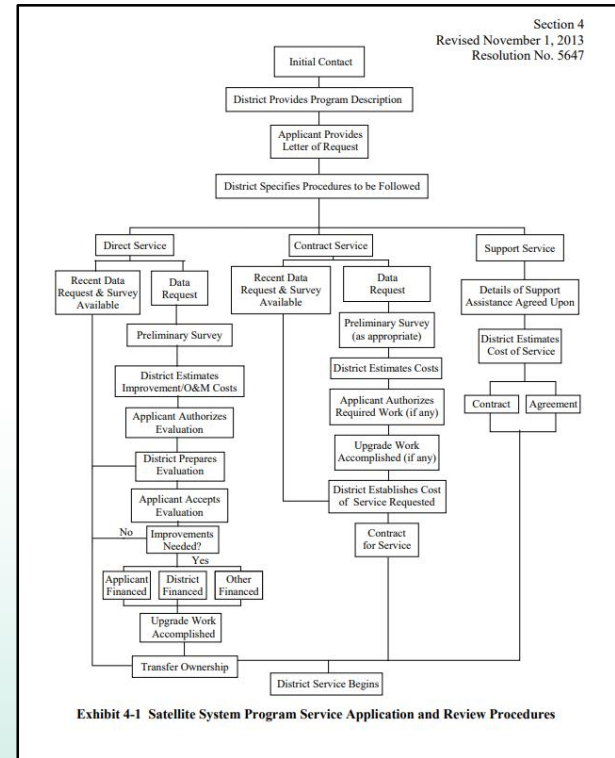 Section 4
Revised November 1, 2013
Resolution No. 5647
Initial Contact
District Provides Program Description
Applicant Provides
Letter of Request
District Specifies Procedures to be Followed
Direct Service
Contract Service
Support Service
Recent Data
Request & Survey
Available
Data
Request
Recent Data
Request & Survey
Available
Data
Request
Details of Support
Assistance Agreed Upon
Preliminary Survey
Preliminary Survey
(as appropriate)
District Estimates
Cost of Service
District Estimates
Improvement/O&M Costs
District Estimates Costs
Contract
Agreement
Applicant Authorizes
Evaluation
Applicant Authorizes
Required Work (if any)
District Prepares
Evaluation
Upgrade Work
Accomplished (if any)
Applicant Accepts
Evaluation
District Establishes Cost
of Service Requested
No
Improvements
Needed?
Contract
for Service
Yes
Applicant
Financed
District
Financed
Other
Financed
Upgrade Work
Accomplished
Transfer Ownership
District Service Begins
Exhibit 4-1 Satellite System Program Service Application and Review Procedures